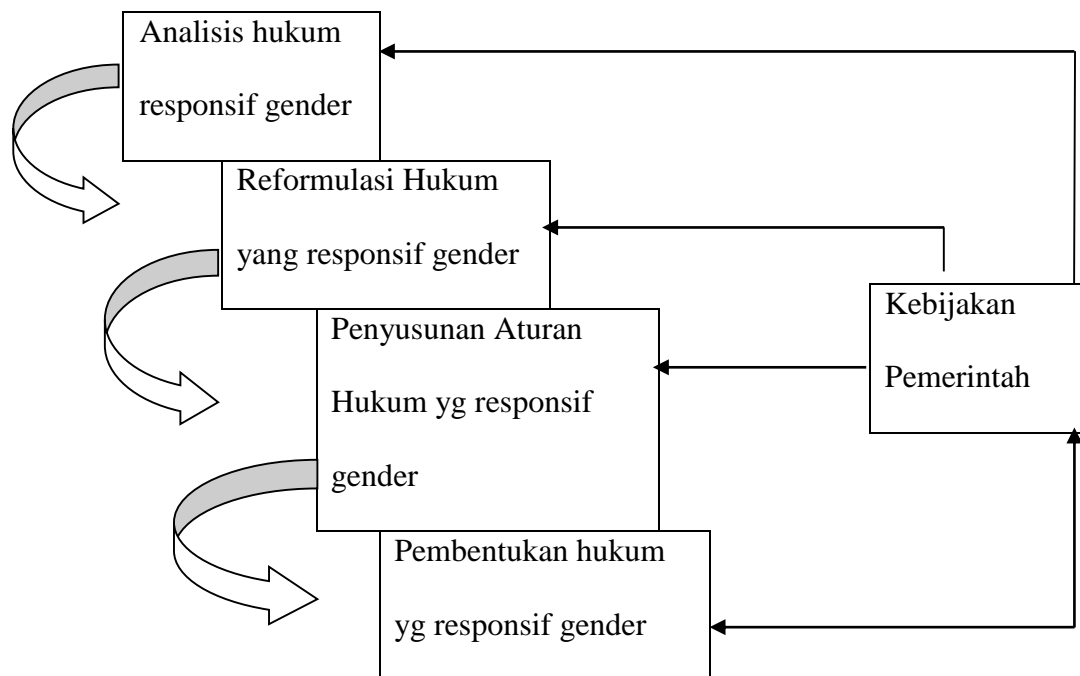 Analisis hukum
responsif gender
Reformulasi Hukum
yang responsif gender
Penyusunan Aturan
Hukum yg responsif
gender
Pembentukan hukum
yg responsif gender
Kebijakan
Pemerintah